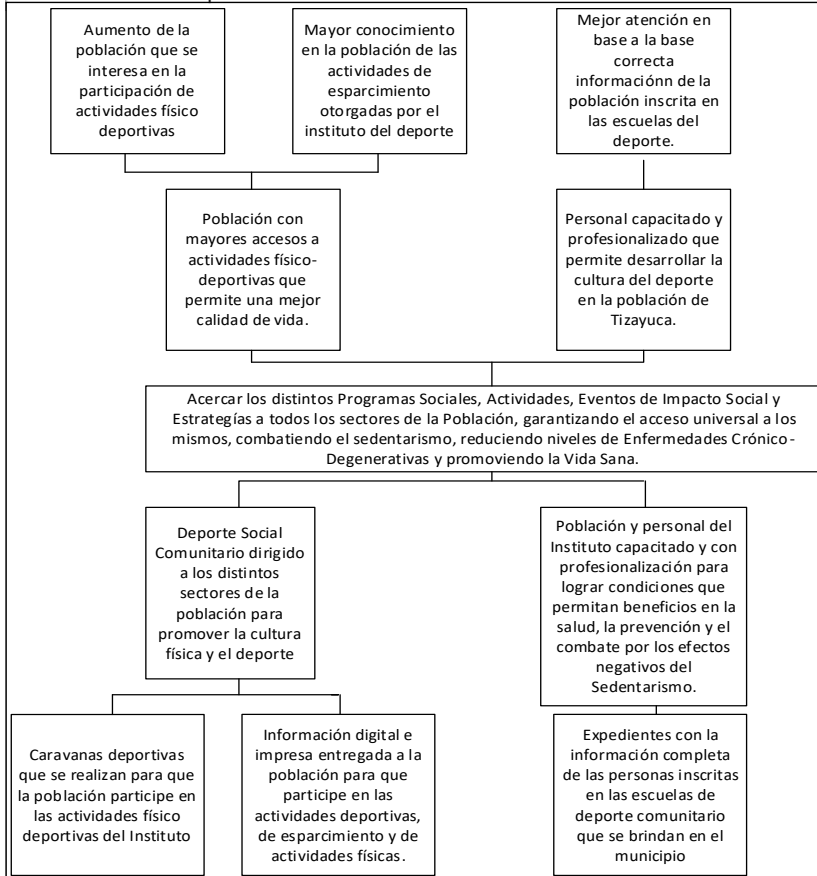 Aumento de la
población que se
interesa en la
participación de
actividades físico
deportivas
Mayor conocimiento
en la población de las
actividades de
esparcimiento
otorgadas por el
instituto del deporte
Mejor atención en
base a la base
correcta
informaciónn de la
población inscrita en
las escuelas del
deporte.
Población con
mayores accesos a
actividades físico-
deportivas que
permite una mejor
calidad de vida.
Personal capacitado y
profesionalizado que
permite desarrollar la
cultura del deporte
en la población de
Tizayuca.
Acercar los distintos Programas Sociales, Actividades, Eventos de Impacto Social y
Estrategías a todos los sectores de la Población, garantizando el acceso universal a los
mismos, combatiendo el sedentarismo, reduciendo niveles de Enfermedades Crónico-
Degenerativas y promoviendo la Vida Sana.
Deporte Social
Comunitario dirigido
a los distintos
sectores de la
población para
promover la cultura
física y el deporte
Población y personal del
Instituto capacitado y con
profesionalización para
lograr condiciones que
permitan beneficios en la
salud, la prevención y el
combate por los efectos
negativos del
Sedentarismo.
Caravanas deportivas
que se realizan para que
la población participe en
las actividades físico
deportivas del Instituto
Información digital e
impresa entregada a la
población para que
participe en las
actividades deportivas,
de esparcimiento y de
actividades físicas.
Expedientes con la
información completa
de las personas inscritas
en las escuelas de
deporte comunitario
que se brindan en el
municipio